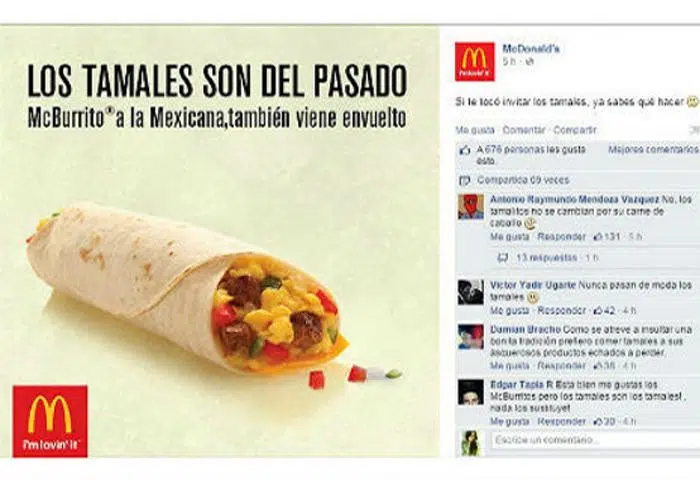 LOS TAMALES SON DEL PASADO
McBurrito® a la Mexicana,también viene envuelto
i'm lovin' it
McDonald's
5 h
i'm lovin' it
Si te tocó invitar los tamales, ya sabes qué hacer
Me gusta · Comentar · Compartir
A 676 personas les gusta esto.
Mejores comentarios
Compartida 69 veces
Antonio Raymundo Mendoza Vazquez No, los
tamalitos no se cambian por su carne de
caballo
Me gusta · Responder · 131 · 5 h
13 respuestas · 1 h
Victor Yadir Ugarte Nunca pasan de moda los
tamales
Me gusta · Responder · 42 · 4 h
Damian Bracho Como se atreve a insultar una
bonita tradición prefiero comer tamales a sus
asquerosos productos echados a perder.
Me gusta · Responder · 36 · 4 h
Edgar Tapia R Esta bien me gustas los
McBurritos pero los tamales son los tamales! ,
nada los sustituye!
Me gusta · Responder · 30 · 4 h
Escribe un comentario...